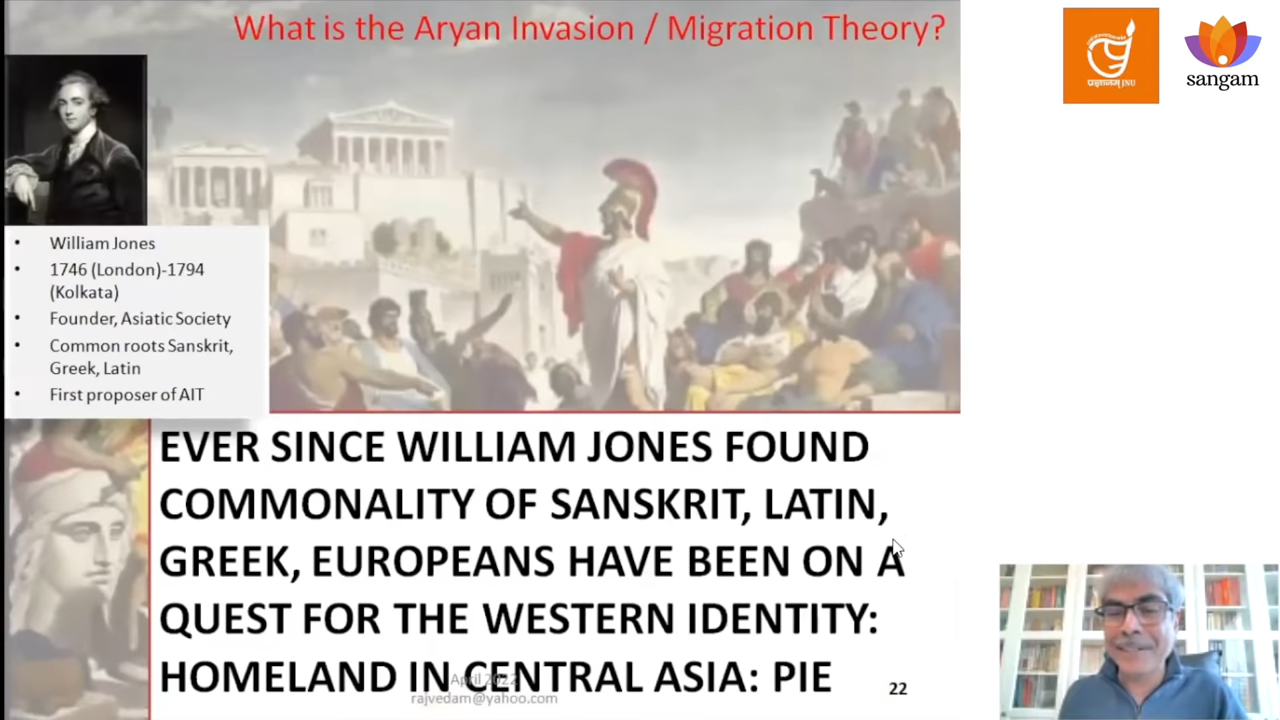 What is the Aryan Invasion / Migration Theory?
sangam
• William Jones
• 1746 (London)-1794
(Kolkata)
• Founder, Asiatic Society
• Common roots Sanskrit,
Greek, Latin
• First proposer of AIT
EVER SINCE WILLIAM JONES FOUND
COMMONALITY OF SANSKRIT, LATIN,
GREEK, EUROPEANS HAVE BEEN ON A
QUEST FOR THE WESTERN IDENTITY:
HOMELAND IN CENTRAL ASIA: PIE
April 2022
rajvedam@yahoo.com
22